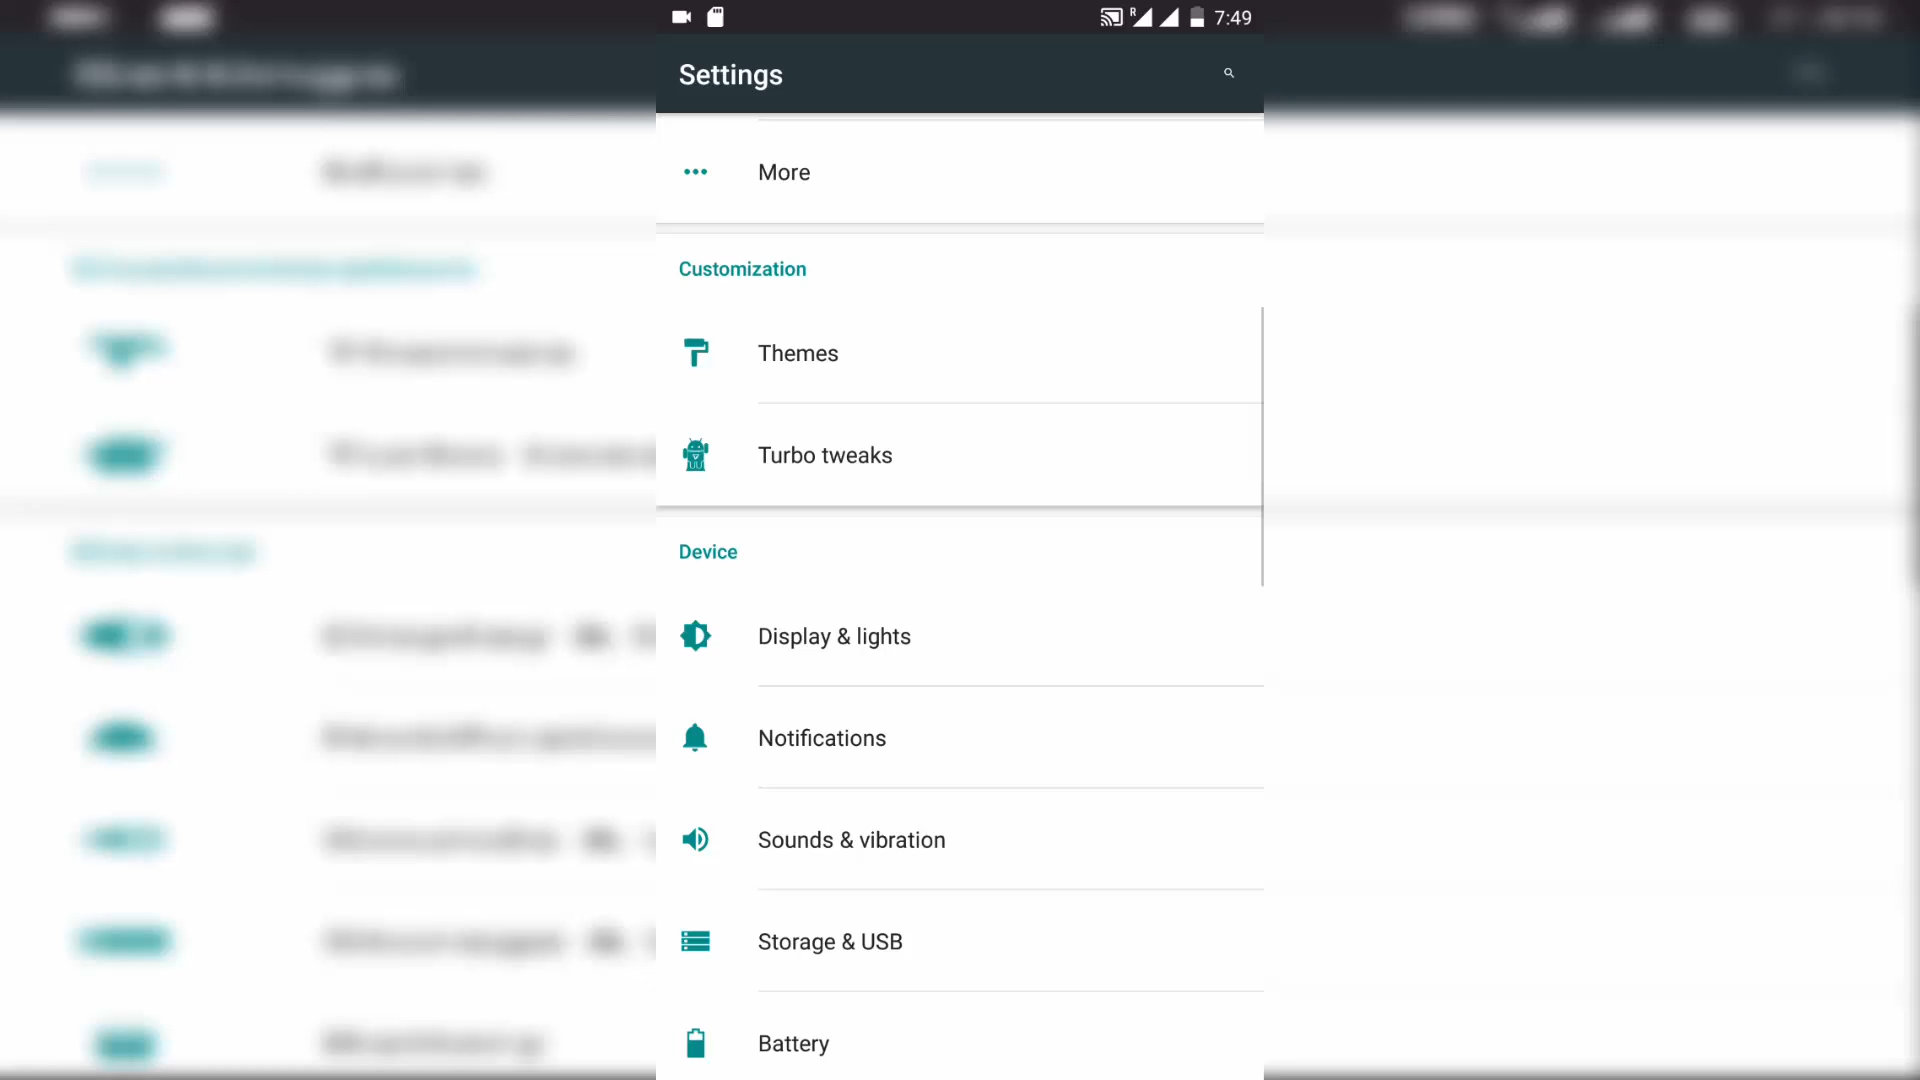 R 7:49
Settings
More
Customization
Themes
Turbo tweaks
Device
Display & lights
Notifications
Sounds & vibration
Storage & USB
Battery